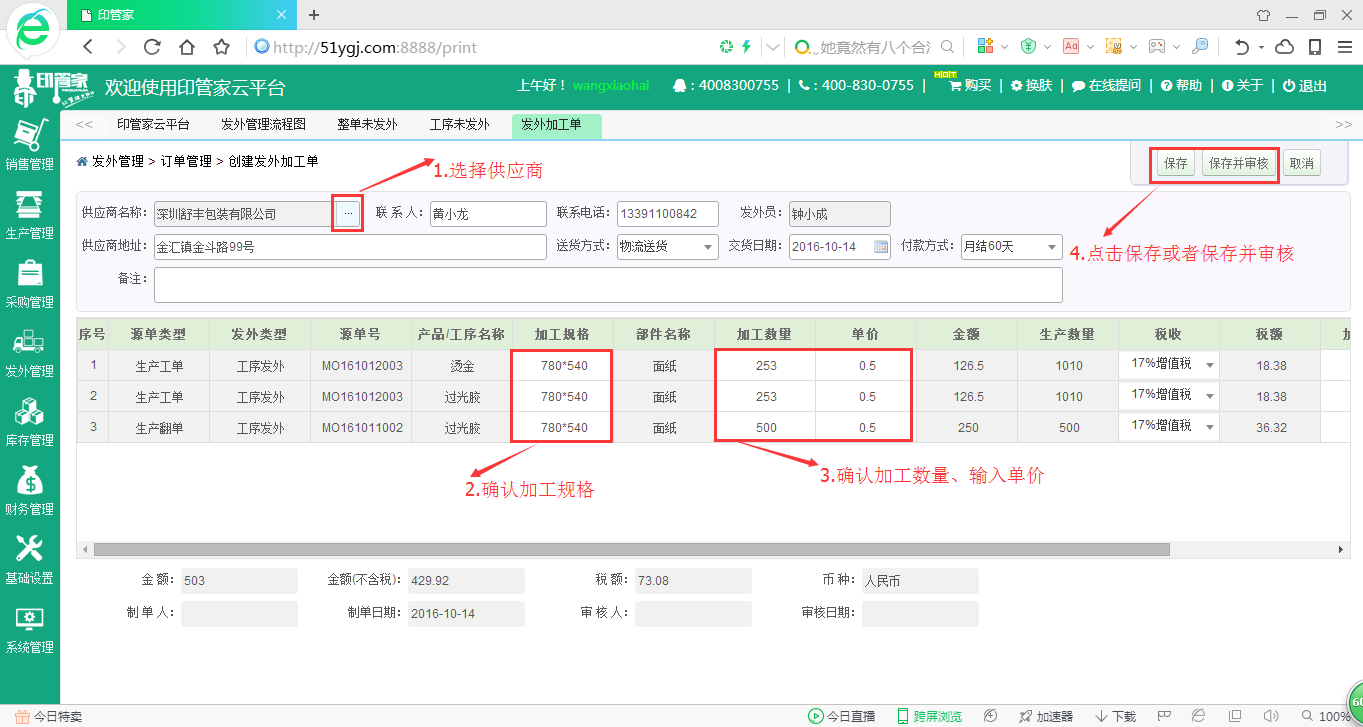 印管家
http://51ygj.com:8888/print
她竟然有八个合
印管家 欢迎使用印管家云平台
上午好！ wangxiaohai : 4008300755 | : 400-830-0755 | HOT 购买 | 换肤 | 在线提问 | 帮助 | 关于 | 退出
<< 印管家云平台 发外管理流程图 整单未发外 工序未发外 发外加工单 >>
销售管理
生产管理
采购管理
发外管理
库存管理
财务管理
基础设置
系统管理
发外管理 > 订单管理 > 创建发外加工单
1.选择供应商
保存 保存并审核 取消
供应商名称: 深圳舒丰包装有限公司 ... 联 系 人: 黄小龙 联系电话: 13391100842 发外员: 钟小成
供应商地址: 金汇镇金斗路99号 送货方式: 物流送货 交货日期: 2016-10-14 付款方式: 月结60天
4.点击保存或者保存并审核
备注:
序号 源单类型 发外类型 源单号 产品/工序名称 加工规格 部件名称 加工数量 单价 金额 生产数量 税收 税额
1 生产工单 工序发外 MO161012003 烫金 780*540 面纸 253 0.5 126.5 1010 17%增值税 18.38
2 生产工单 工序发外 MO161012003 过光胶 780*540 面纸 253 0.5 126.5 1010 17%增值税 18.38
3 生产翻单 工序发外 MO161011002 过光胶 780*540 面纸 500 0.5 250 500 17%增值税 36.32
2.确认加工规格
3.确认加工数量、输入单价
金 额: 503 金额(不含税): 429.92 税 额: 73.08 币 种: 人民币
制 单 人: 制单日期: 2016-10-14 审 核 人: 审核日期:
今日特卖 今日直播 跨屏浏览 加速器 下载 100%
60